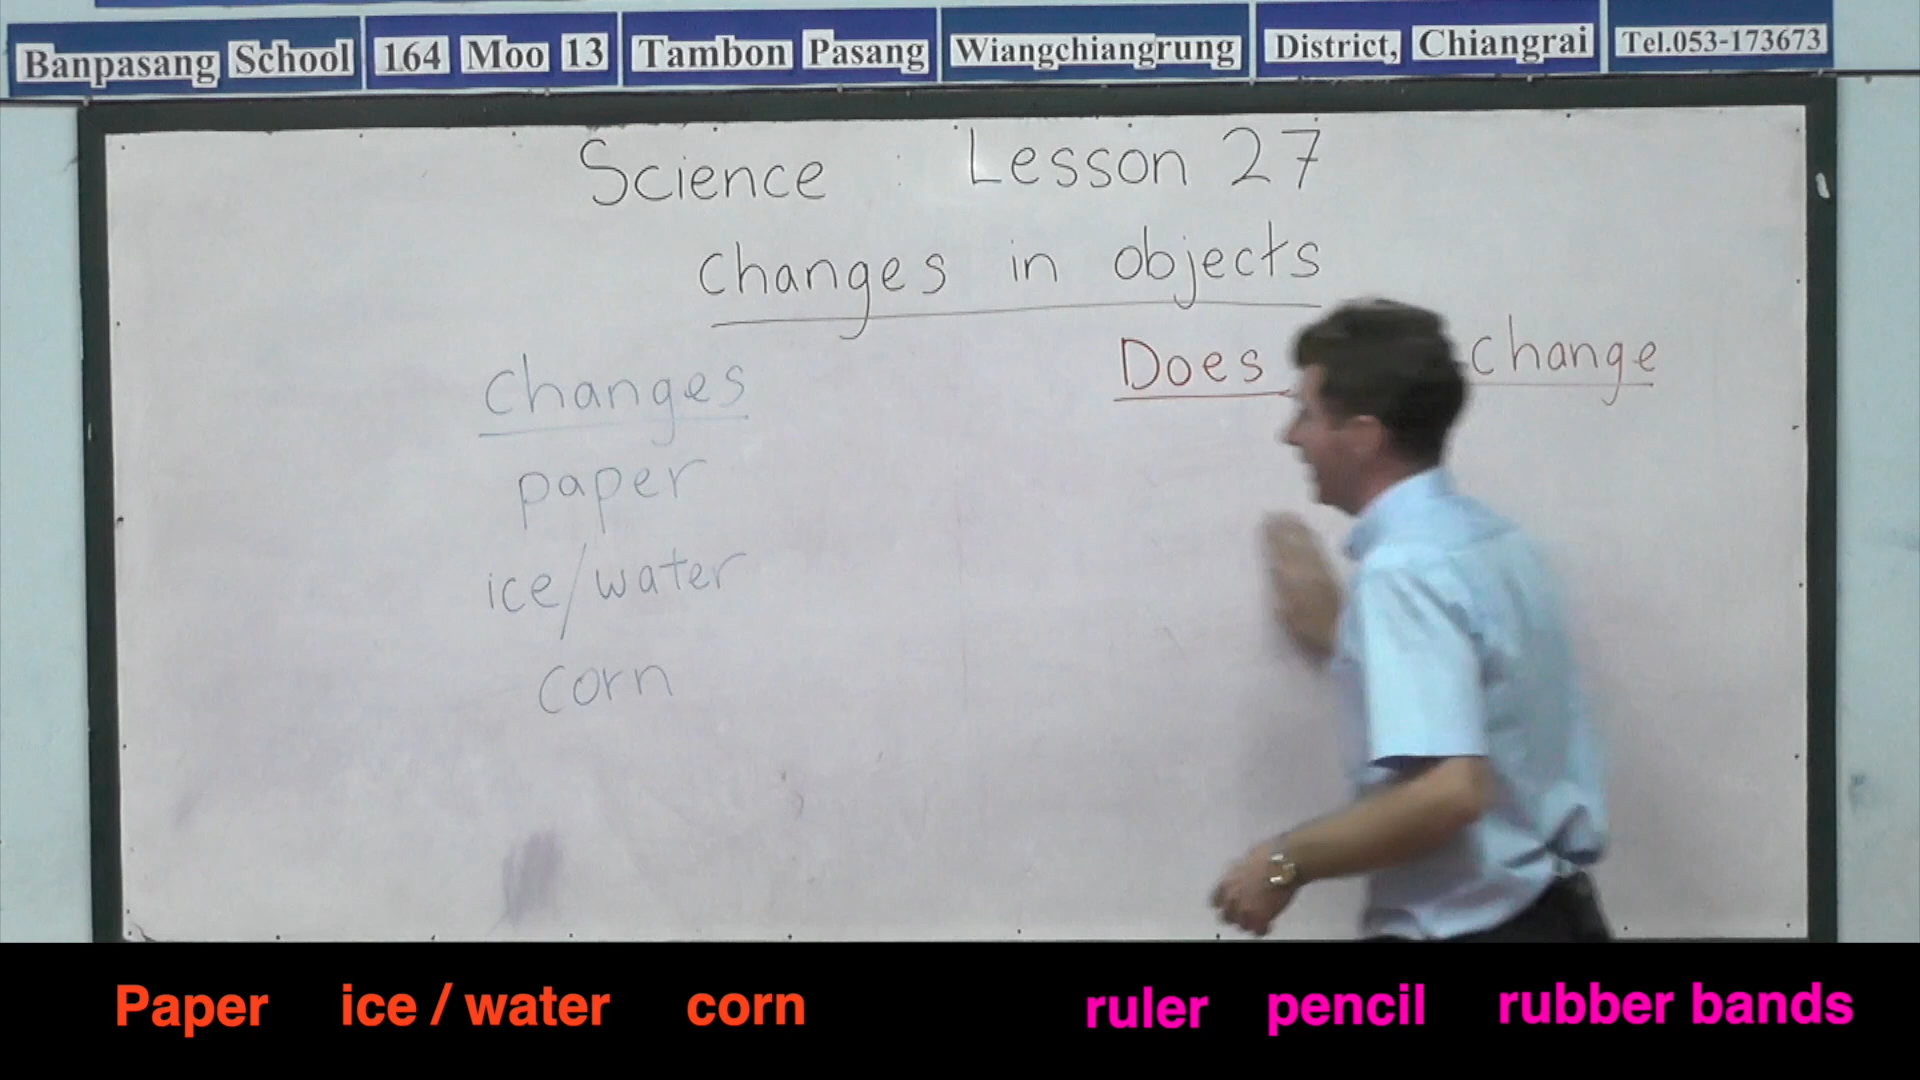 Banpasang School 164 Moo 13 Tambon Pasang Wiangchiangrung District, Chiangrai Tel.053-173673
Science : Lesson 27
changes in objects
changes
Does change
paper
ice/water
corn
Paper ice / water corn ruler pencil rubber bands